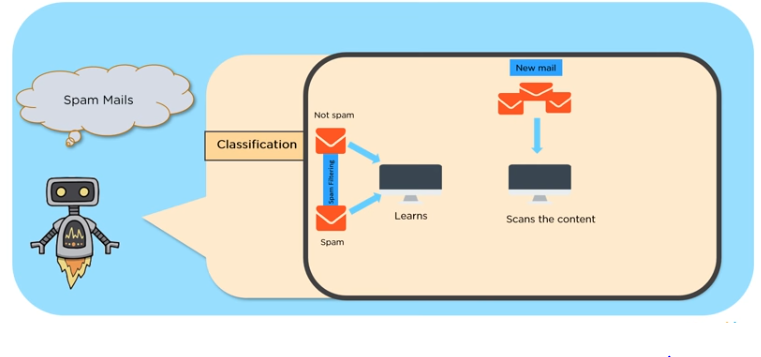 Spam Mails
Classification
Not spam
Spam Filtering
Spam
Learns
New mail
Scans the content